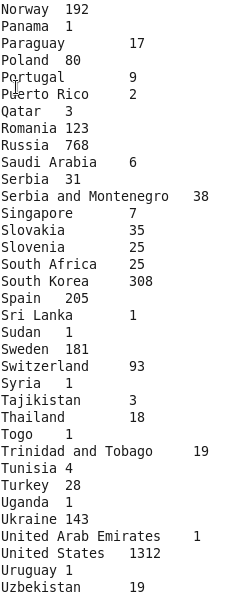 Norway 192
Panama 1
Paraguay 17
Poland 80
Portugal 9
Puerto Rico 2
Qatar 3
Romania 123
Russia 768
Saudi Arabia 6
Serbia 31
Serbia and Montenegro 38
Singapore 7
Slovakia 35
Slovenia 25
South Africa 25
South Korea 308
Spain 205
Sri Lanka 1
Sudan 1
Sweden 181
Switzerland 93
Syria 1
Tajikistan 3
Thailand 18
Togo 1
Trinidad and Tobago 19
Tunisia 4
Turkey 28
Uganda 1
Ukraine 143
United Arab Emirates 1
United States 1312
Uruguay 1
Uzbekistan 19